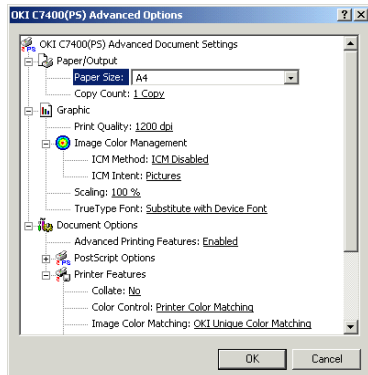 OKI C7400(PS) Advanced Options
OKI C7400(PS) Advanced Document Settings
Paper/Output
Paper Size: A4
Copy Count: 1 Copy
Graphic
Print Quality: 1200 dpi
Image Color Management
ICM Method: ICM Disabled
ICM Intent: Pictures
Scaling: 100 %
TrueType Font: Substitute with Device Font
Document Options
Advanced Printing Features: Enabled
PostScript Options
Printer Features
Collate: No
Color Control: Printer Color Matching
Image Color Matching: OKI Unique Color Matching
OK Cancel